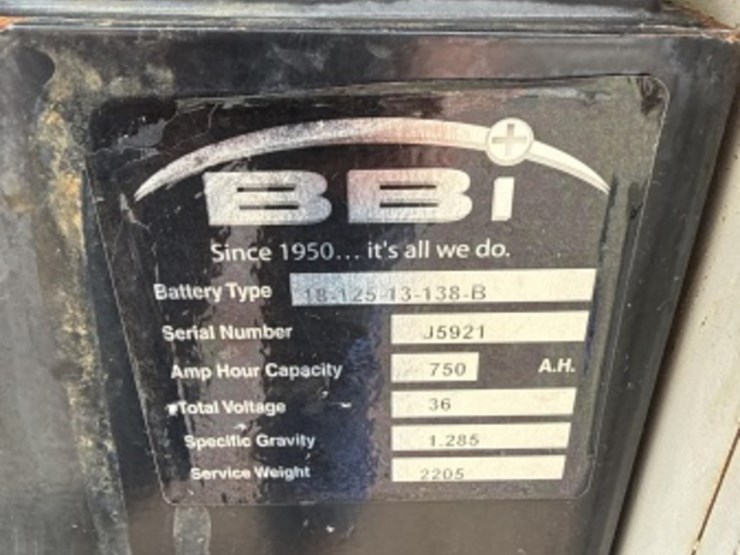 BBI
Since 1950... it's all we do.
Battery Type 18-125-13-138-B
Serial Number J5921
Amp Hour Capacity 750 A.H.
Total Voltage 36
Specific Gravity 1.285
Service Weight 2205